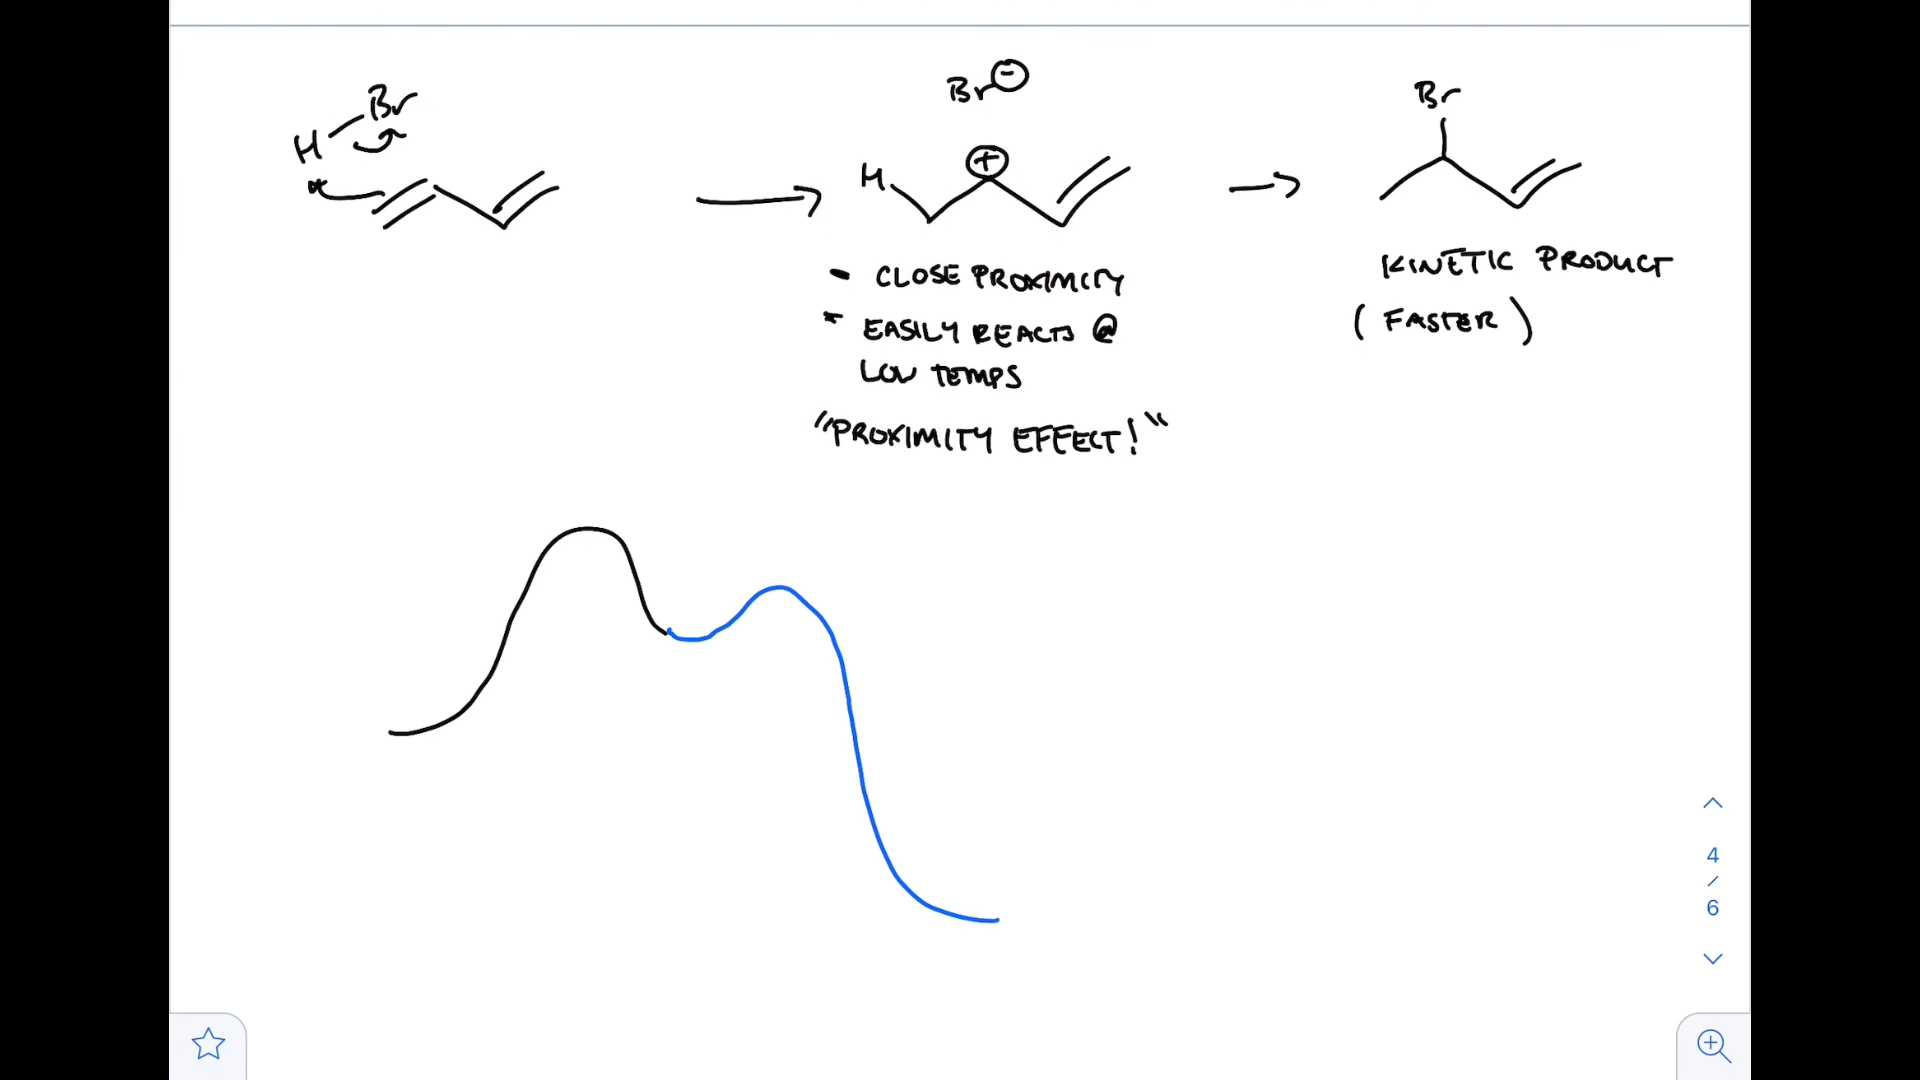 Br
H
Br⊖
H
⊕
Br
- CLOSE PROXIMITY
- EASILY REACTS @
LOW TEMPS
"PROXIMITY EFFECT!"
KINETIC PRODUCT
(FASTER)
4
/
6